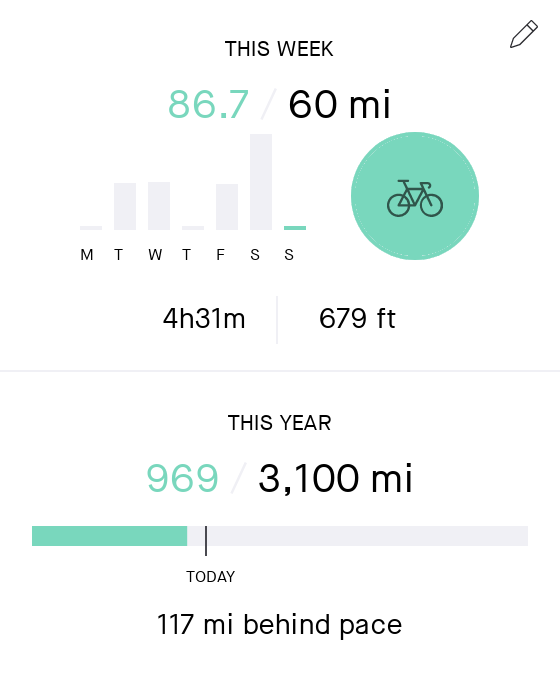 THIS WEEK
86.7 / 60 mi
M T W T F S S
4h31m 679 ft
THIS YEAR
969 / 3,100 mi
TODAY
117 mi behind pace